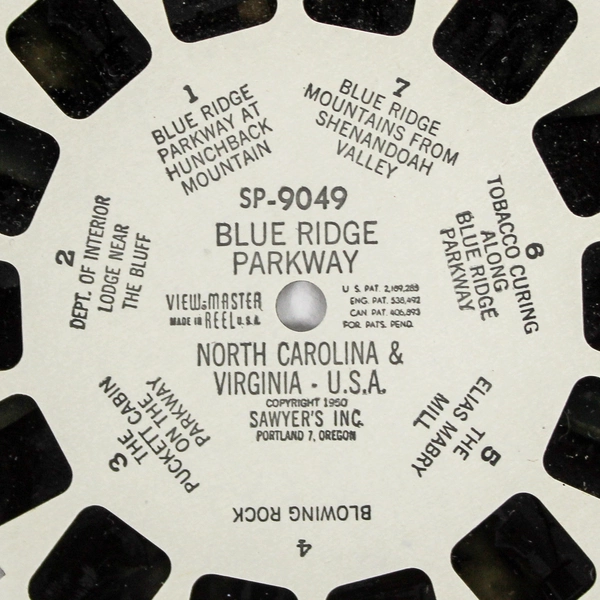 SP-9049
BLUE RIDGE
PARKWAY
VIEW-MASTER
MADE IN REEL U.S.A.
U S. PAT. 2,189,285
ENG. PAT. 538,492
CAN PAT. 406,893
FOR. PATS. PEND.
NORTH CAROLINA &
VIRGINIA - U.S.A.
COPYRIGHT 1950
SAWYER'S INC.
PORTLAND 7, OREGON
1
BLUE RIDGE
PARKWAY AT
HUNCHBACK
MOUNTAIN
2
DEPT. OF INTERIOR
LODGE NEAR
THE BLUFF
3
THE
PUCKETT CABIN
ON THE
PARKWAY
4
BLOWING ROCK
5
THE
ELIAS MABRY
MILL
6
TOBACCO CURING
ALONG
BLUE RIDGE
PARKWAY
7
BLUE RIDGE
MOUNTAINS FROM
SHENANDOAH
VALLEY